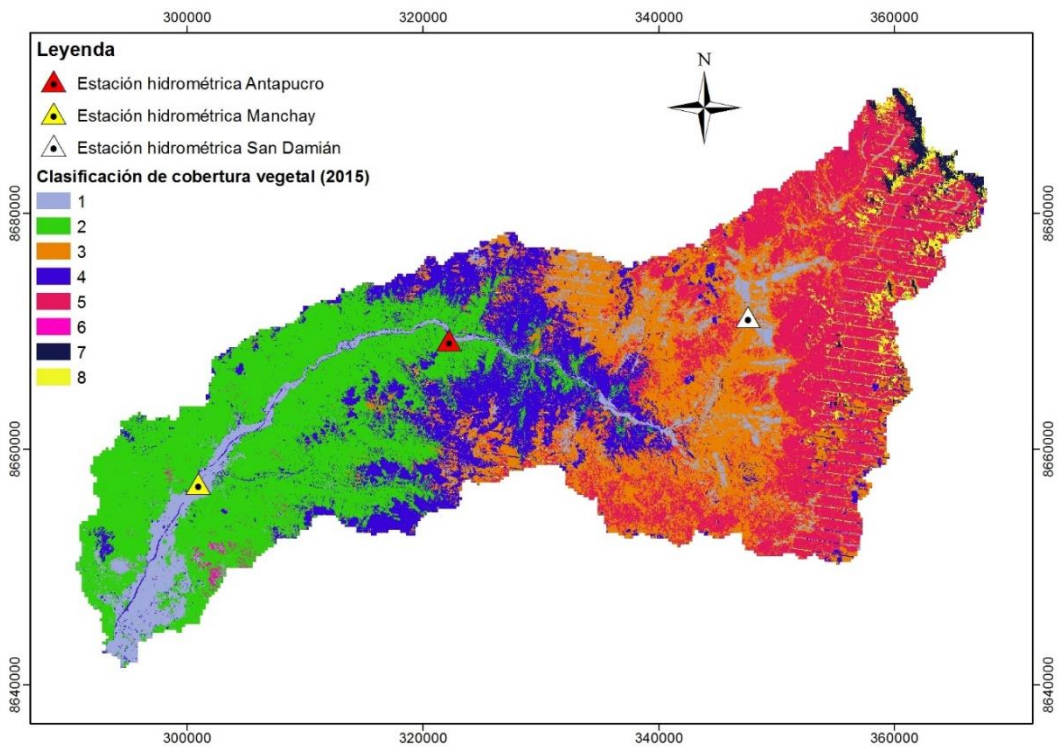 300000 320000 340000 360000
Leyenda
Estación hidrométrica Antapucro
Estación hidrométrica Manchay
Estación hidrométrica San Damián
Clasificación de cobertura vegetal (2015)
1
2
3
4
5
6
7
8
N
8680000 8680000
8660000 8660000
8640000 8640000
300000 320000 340000 360000